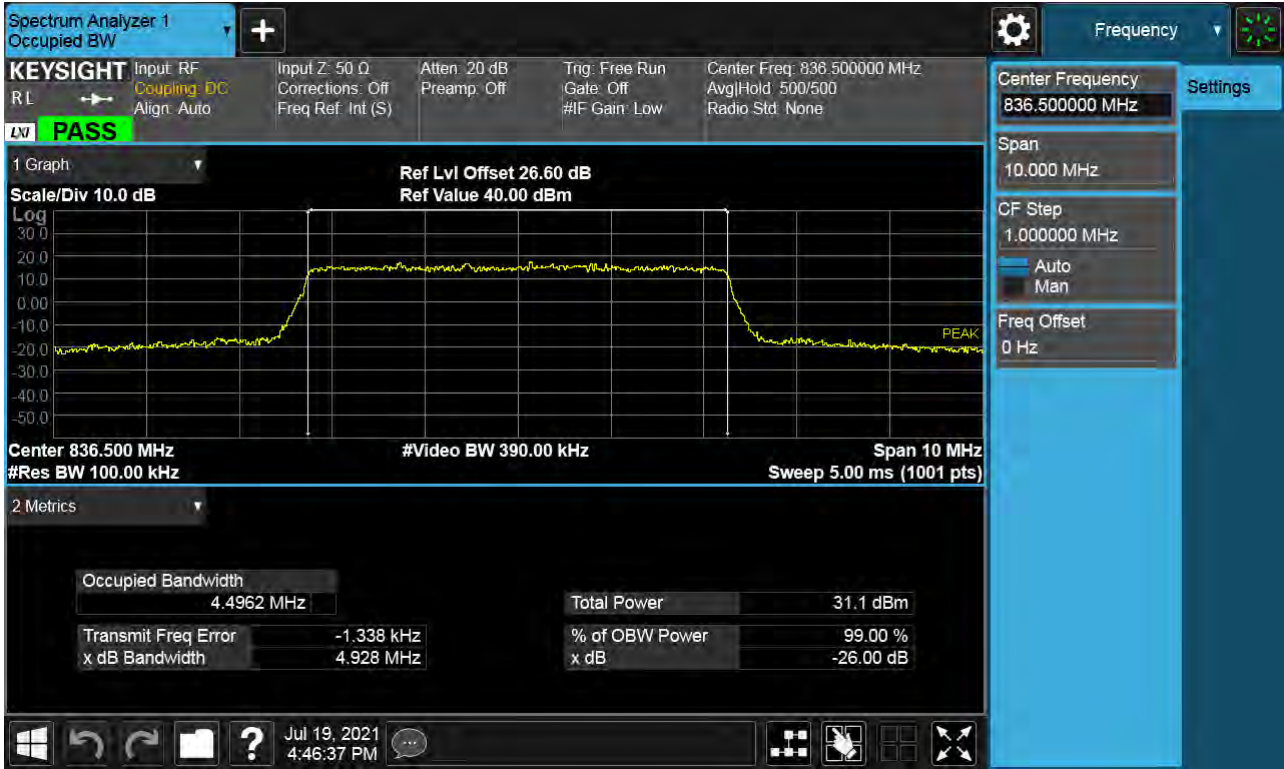 Spectrum Analyzer 1
Occupied BW
+
Frequency
KEYSIGHT
RL
LXI
PASS
Input: RF
Coupling: DC
Align: Auto
Input Z: 50 Ω
Corrections: Off
Freq Ref: Int (S)
Atten: 20 dB
Preamp: Off
Trig: Free Run
Gate: Off
#IF Gain: Low
Center Freq: 836.500000 MHz
Avg|Hold: 500/500
Radio Std: None
Center Frequency
836.500000 MHz
Settings
Span
10.000 MHz
CF Step
1.000000 MHz
Auto
Man
Freq Offset
0 Hz
1 Graph
Scale/Div 10.0 dB
Ref Lvl Offset 26.60 dB
Ref Value 40.00 dBm
Log
30.0
20.0
10.0
0.00
-10.0
-20.0
-30.0
-40.0
-50.0
PEAK
Center 836.500 MHz
#Video BW 390.00 kHz
Span 10 MHz
#Res BW 100.00 kHz
Sweep 5.00 ms (1001 pts)
2 Metrics
Occupied Bandwidth
4.4962 MHz
Total Power 31.1 dBm
Transmit Freq Error -1.338 kHz
% of OBW Power 99.00 %
x dB Bandwidth 4.928 MHz
x dB -26.00 dB
?
Jul 19, 2021
4:46:37 PM